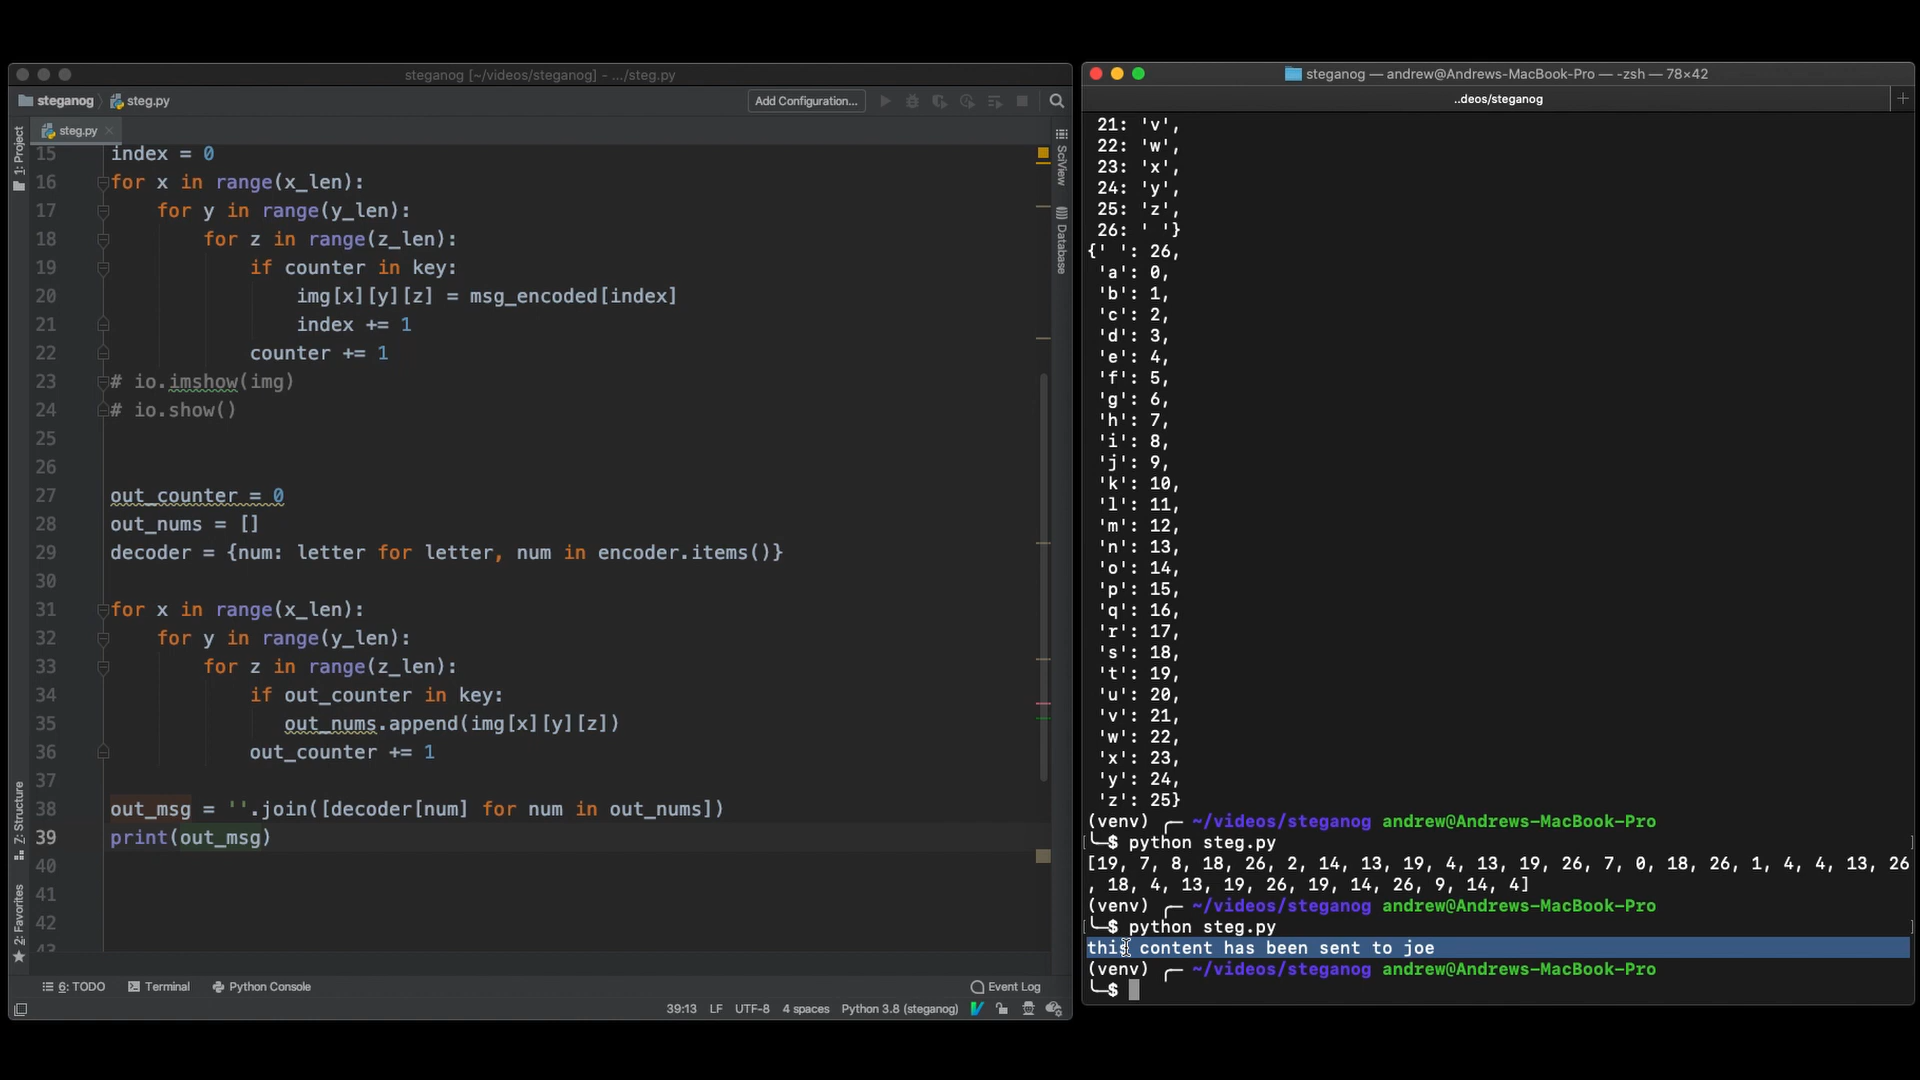 steganog [~/videos/steganog] - .../steg.py
steganog
steg.py
Add Configuration...
steg.py
1: Project
SciView
Database
Z: Structure
2: Favorites
15 index = 0
16 for x in range(x_len):
17     for y in range(y_len):
18         for z in range(z_len):
19             if counter in key:
20                 img[x][y][z] = msg_encoded[index]
21                 index += 1
22             counter += 1
23 # io.imshow(img)
24 # io.show()
25
26
27 out_counter = 0
28 out_nums = []
29 decoder = {num: letter for letter, num in encoder.items()}
30
31 for x in range(x_len):
32     for y in range(y_len):
33         for z in range(z_len):
34             if out_counter in key:
35                out_nums.append(img[x][y][z])
36             out_counter += 1
37
38 out_msg = ''.join([decoder[num] for num in out_nums])
39 print(out_msg)
40
41
42
43
6: TODO
Terminal
Python Console
Event Log
39:13 LF UTF-8 4 spaces Python 3.8 (steganog)
steganog — andrew@Andrews-MacBook-Pro — -zsh — 78×42
..deos/steganog
21: 'v',
22: 'w',
23: 'x',
24: 'y',
25: 'z',
26: ' '}
{' ': 26,
'a': 0,
'b': 1,
'c': 2,
'd': 3,
'e': 4,
'f': 5,
'g': 6,
'h': 7,
'i': 8,
'j': 9,
'k': 10,
'l': 11,
'm': 12,
'n': 13,
'o': 14,
'p': 15,
'q': 16,
'r': 17,
's': 18,
't': 19,
'u': 20,
'v': 21,
'w': 22,
'x': 23,
'y': 24,
'z': 25}
(venv) ╭─ ~/videos/steganog andrew@Andrews-MacBook-Pro
╰─$ python steg.py
[19, 7, 8, 18, 26, 2, 14, 13, 19, 4, 13, 19, 26, 7, 0, 18, 26, 1, 4, 4, 13, 26
, 18, 4, 13, 19, 26, 19, 14, 26, 9, 14, 4]
(venv) ╭─ ~/videos/steganog andrew@Andrews-MacBook-Pro
╰─$ python steg.py
this content has been sent to joe
(venv) ╭─ ~/videos/steganog andrew@Andrews-MacBook-Pro
╰─$